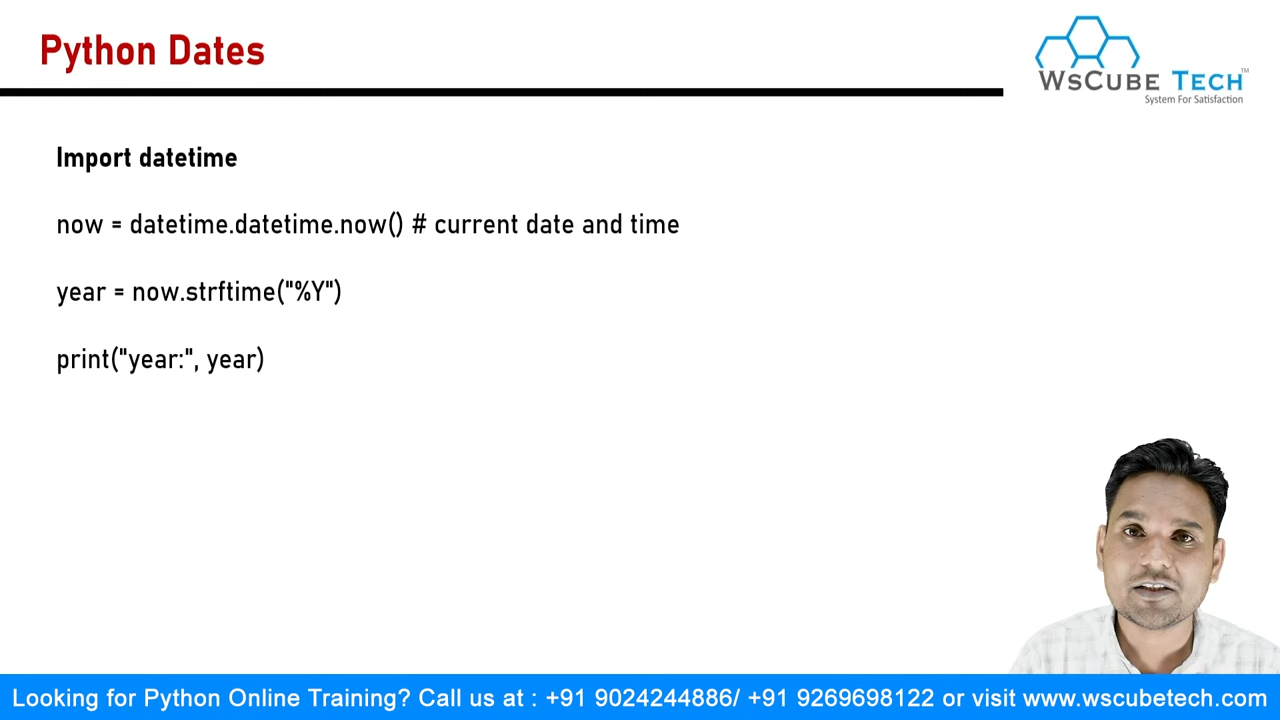 Python Dates
WSCUBE TECH™
System For Satisfaction
Import datetime
now = datetime.datetime.now() # current date and time
year = now.strftime("%Y")
print("year:", year)
Looking for Python Online Training? Call us at : +91 9024244886/ +91 9269698122 or visit www.wscubetech.com